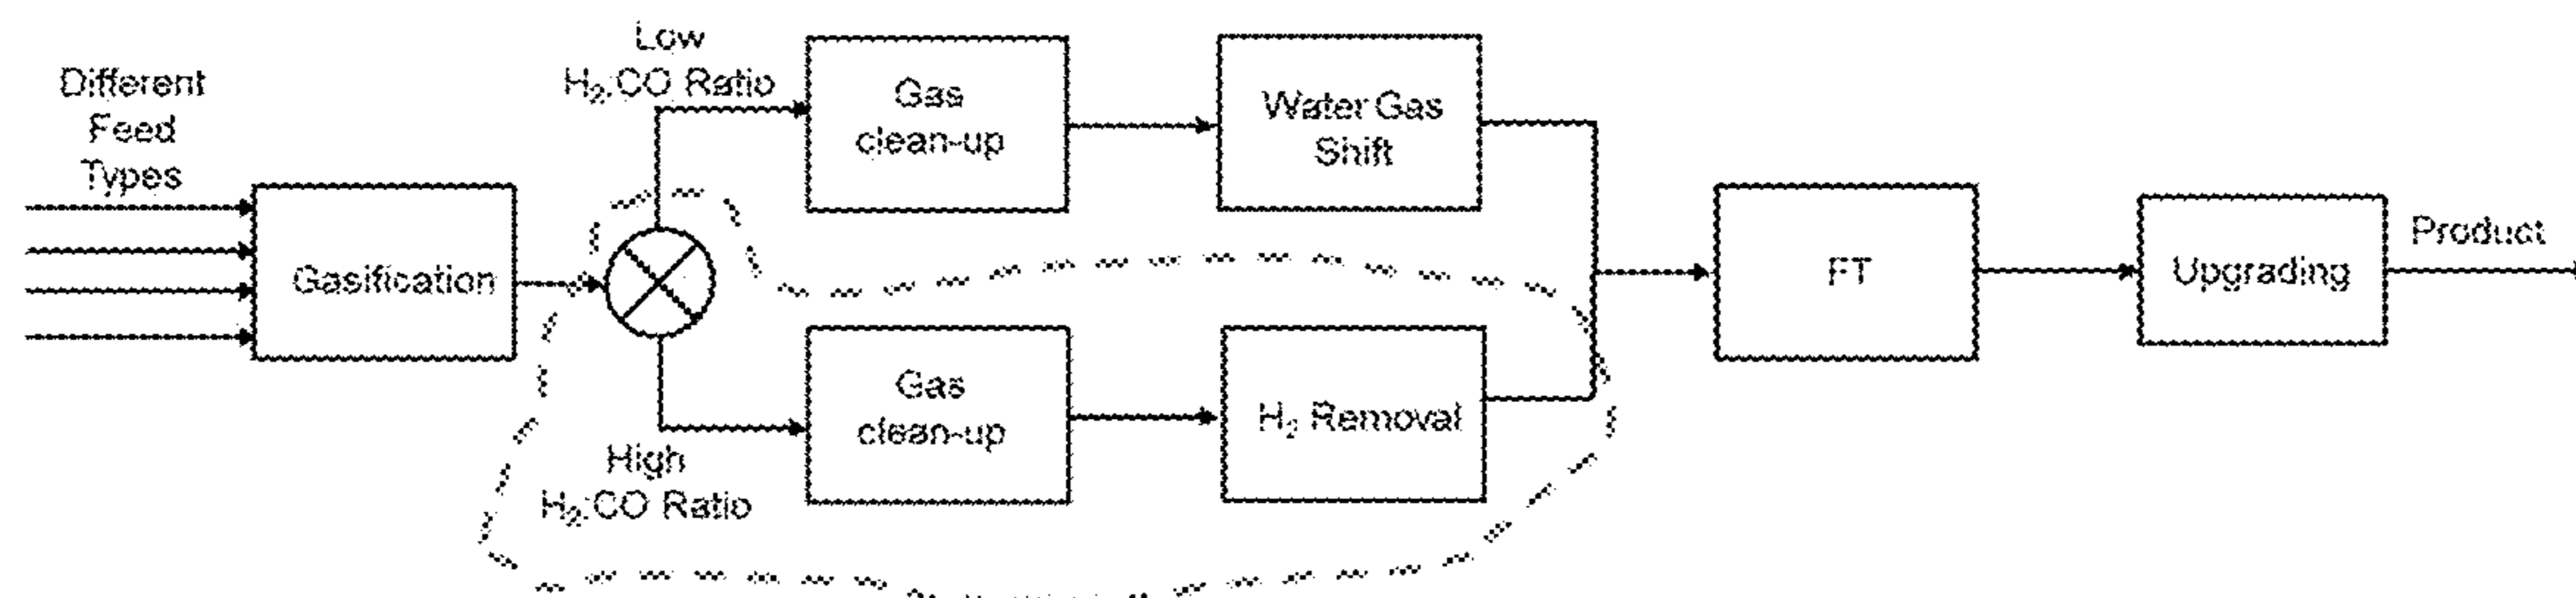 Different
Feed
Types
Gasification
Low
H₂:CO Ratio
Gas
clean-up
Water Gas
Shift
High
H₂:CO Ratio
Gas
clean-up
H₂ Removal
FT
Upgrading
Product